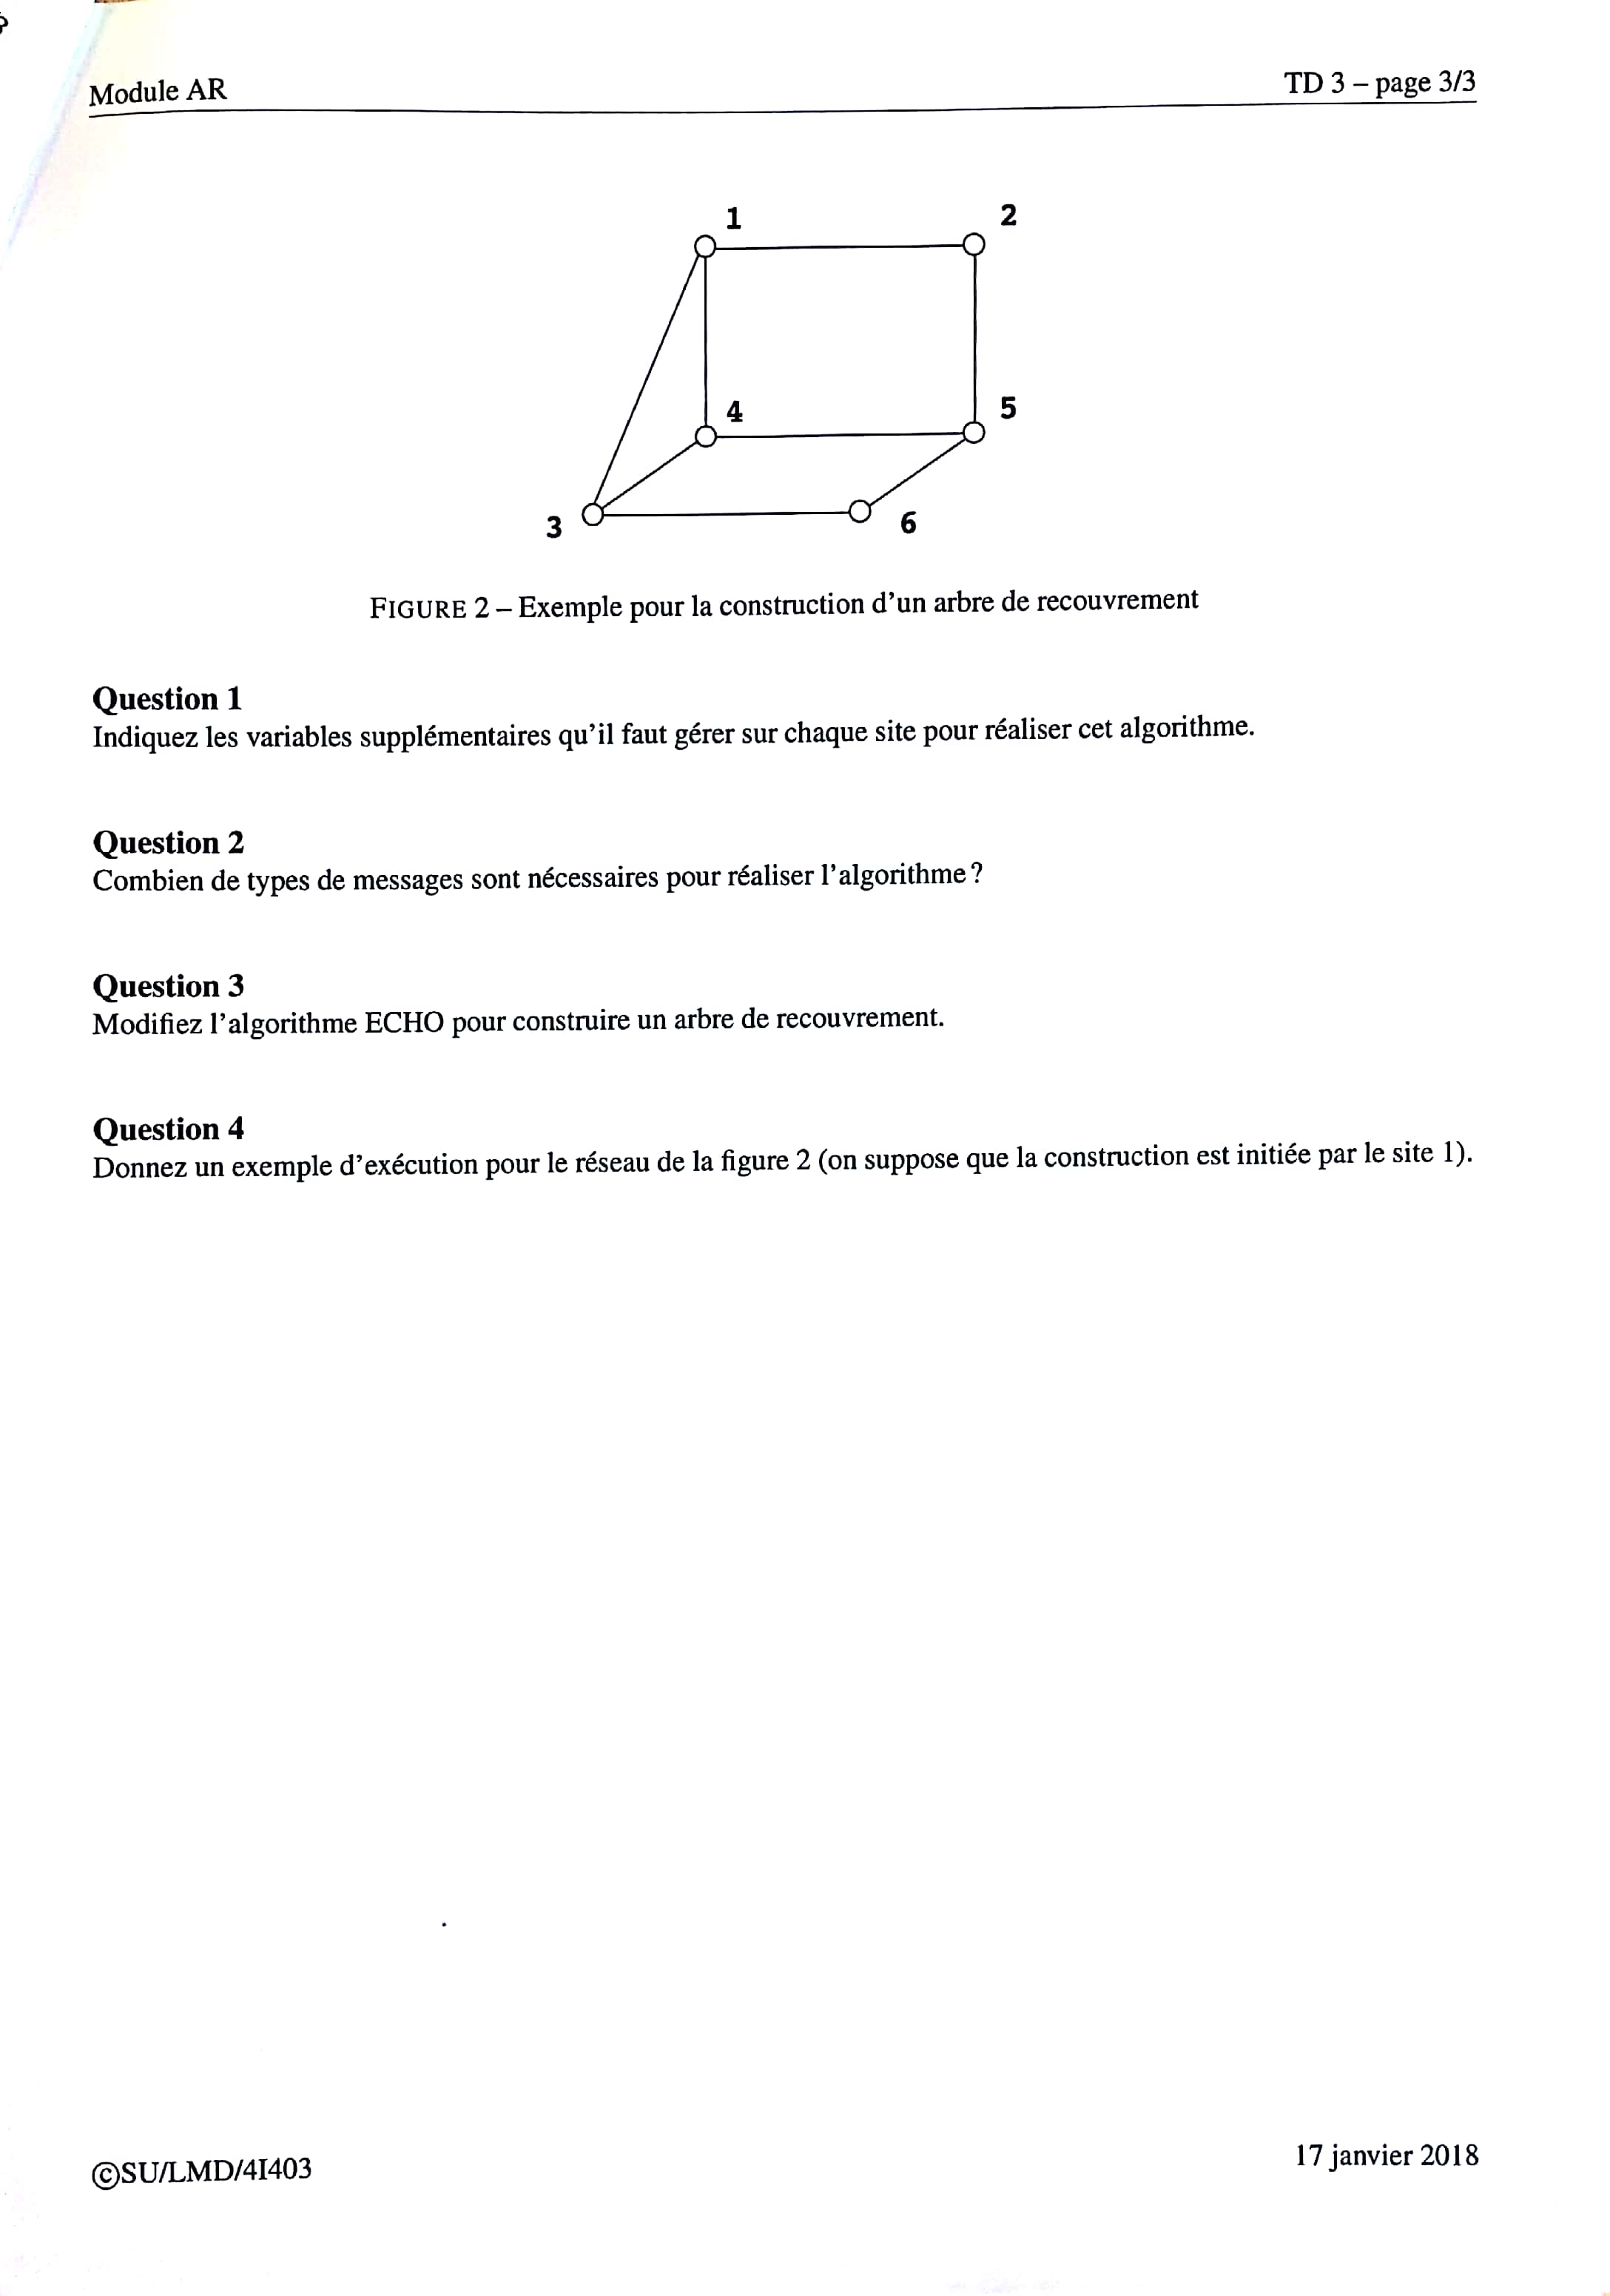 Module AR
TD 3 – page 3/3
1
2
4
5
3
6
FIGURE 2 – Exemple pour la construction d'un arbre de recouvrement
Question 1
Indiquez les variables supplémentaires qu'il faut gérer sur chaque site pour réaliser cet algorithme.
Question 2
Combien de types de messages sont nécessaires pour réaliser l'algorithme ?
Question 3
Modifiez l'algorithme ECHO pour construire un arbre de recouvrement.
Question 4
Donnez un exemple d'exécution pour le réseau de la figure 2 (on suppose que la construction est initiée par le site 1).
©SU/LMD/4I403
17 janvier 2018